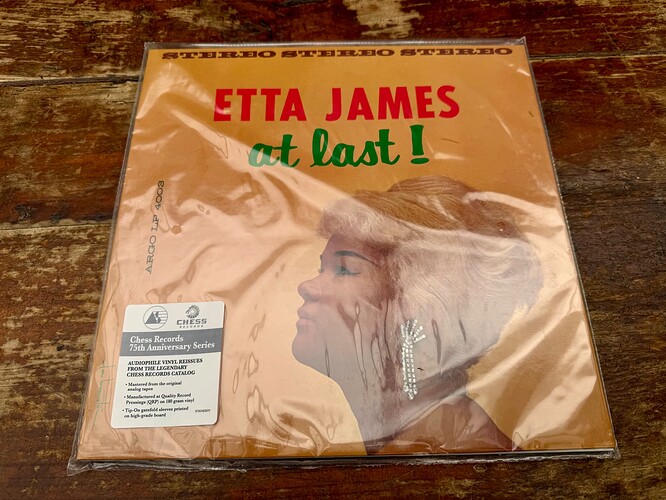 STEREO STEREO STEREO
ETTA JAMES
at last!
ARGO LP 4003
CHESS
RECORDS
Chess Records
75th Anniversary Series
AUDIOPHILE VINYL REISSUES
FROM THE LEGENDARY
CHESS RECORDS CATALOG
• Mastered from the original
analog tapes
• Manufactured at Quality Record
Pressings (QRP) on 180 gram vinyl
• Tip-On gatefold sleeves printed
on high-grade board